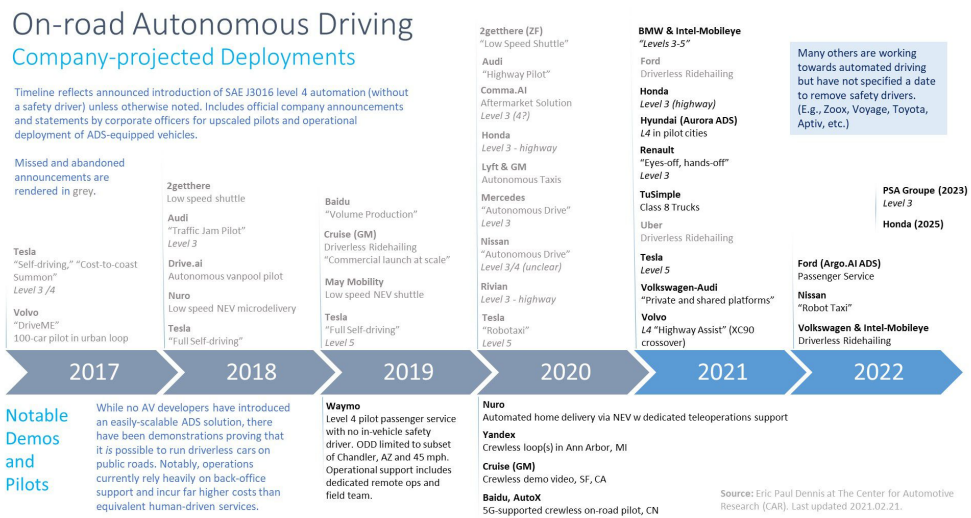 On-road Autonomous Driving
Company-projected Deployments
Timeline reflects announced introduction of SAE J3016 level 4 automation (without
a safety driver) unless otherwise noted. Includes official company announcements
and statements by corporate officers for upscaled pilots and operational
deployment of ADS-equipped vehicles.
Missed and abandoned
announcements are
rendered in grey.
Tesla
"Self-driving," "Cost-to-coast
Summon"
Level 3 /4
Volvo
"DriveME"
100-car pilot in urban loop
2getthere
Low speed shuttle
Audi
"Traffic Jam Pilot"
Level 3
Drive.ai
Autonomous vanpool pilot
Nuro
Low speed NEV microdelivery
Tesla
"Full Self-driving"
Baidu
"Volume Production"
Cruise (GM)
Driverless Ridehailing
"Commercial launch at scale"
May Mobility
Low speed NEV shuttle
Tesla
"Full Self-driving"
Level 5
2getthere (ZF)
"Low Speed Shuttle"
Audi
"Highway Pilot"
Comma.AI
Aftermarket Solution
Level 3 (4?)
Honda
Level 3 - highway
Lyft & GM
Autonomous Taxis
Mercedes
"Autonomous Drive"
Level 3
Nissan
"Autonomous Drive"
Level 3/4 (unclear)
Rivian
Level 3 - highway
Tesla
"Robotaxi"
Level 5
BMW & Intel-Mobileye
"Levels 3-5"
Ford
Driverless Ridehailing
Honda
Level 3 (highway)
Hyundai (Aurora ADS)
L4 in pilot cities
Renault
"Eyes-off, hands-off"
Level 3
TuSimple
Class 8 Trucks
Uber
Driverless Ridehailing
Tesla
Level 5
Volkswagen-Audi
"Private and shared platforms"
Volvo
L4 "Highway Assist" (XC90
crossover)
Many others are working
towards automated driving
but have not specified a date
to remove safety drivers.
(E.g., Zoox, Voyage, Toyota,
Aptiv, etc.)
PSA Groupe (2023)
Level 3
Honda (2025)
Ford (Argo.AI ADS)
Passenger Service
Nissan
"Robot Taxi"
Volkswagen & Intel-Mobileye
Driverless Ridehailing
2017
2018
2019
2020
2021
2022
Notable
Demos
and
Pilots
While no AV developers have introduced
an easily-scalable ADS solution, there
have been demonstrations proving that
it is possible to run driverless cars on
public roads. Notably, operations
currently rely heavily on back-office
support and incur far higher costs than
equivalent human-driven services.
Waymo
Level 4 pilot passenger service
with no in-vehicle safety
driver. ODD limited to subset
of Chandler, AZ and 45 mph.
Operational support includes
dedicated remote ops and
field team.
Nuro
Automated home delivery via NEV w dedicated teleoperations support
Yandex
Crewless loop(s) in Ann Arbor, MI
Cruise (GM)
Crewless demo video, SF, CA
Baidu, AutoX
5G-supported crewless on-road pilot, CN
Source: Eric Paul Dennis at The Center for Automotive
Research (CAR). Last updated 2021.02.21.